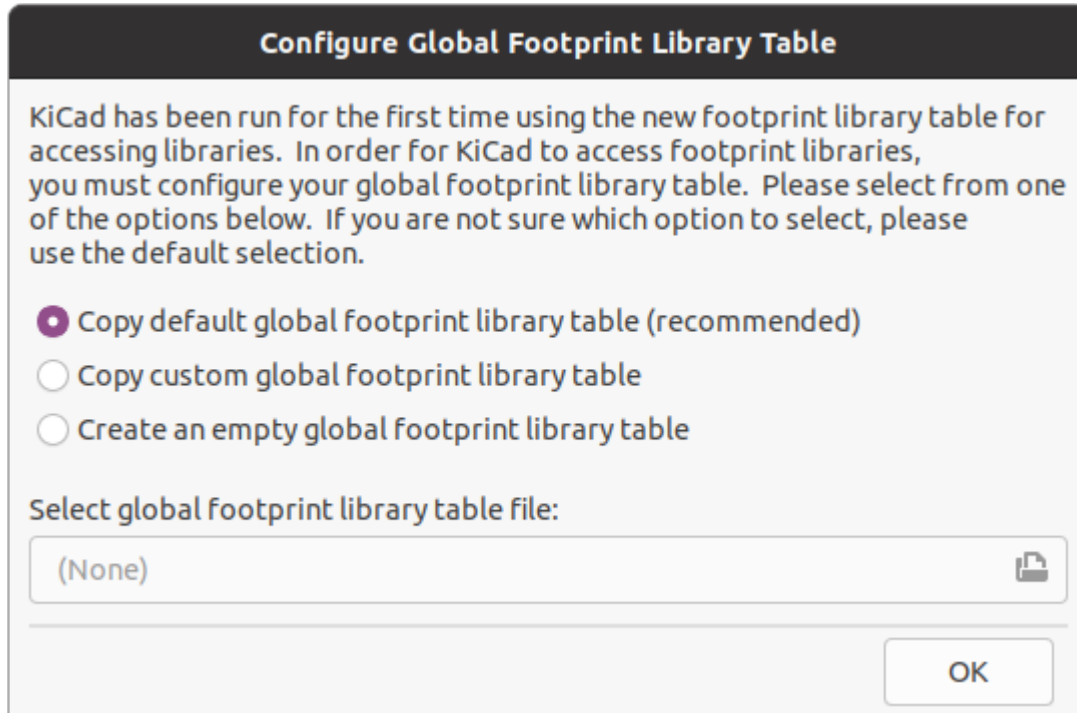 Configure Global Footprint Library Table
KiCad has been run for the first time using the new footprint library table for
accessing libraries.  In order for KiCad to access footprint libraries,
you must configure your global footprint library table.  Please select from one
of the options below.  If you are not sure which option to select, please
use the default selection.
Copy default global footprint library table (recommended)
Copy custom global footprint library table
Create an empty global footprint library table
Select global footprint library table file:
(None)
OK